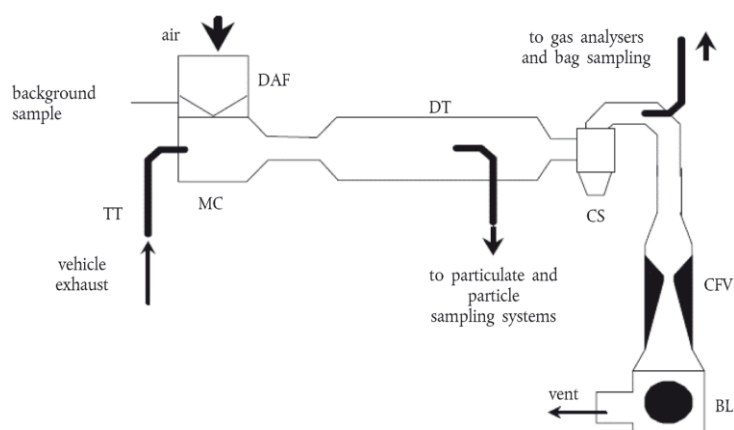 air
to gas analysers
and bag sampling
DAF
background
sample
DT
TT
MC
CS
vehicle
exhaust
to particulate and
particle
sampling systems
CFV
vent
BL